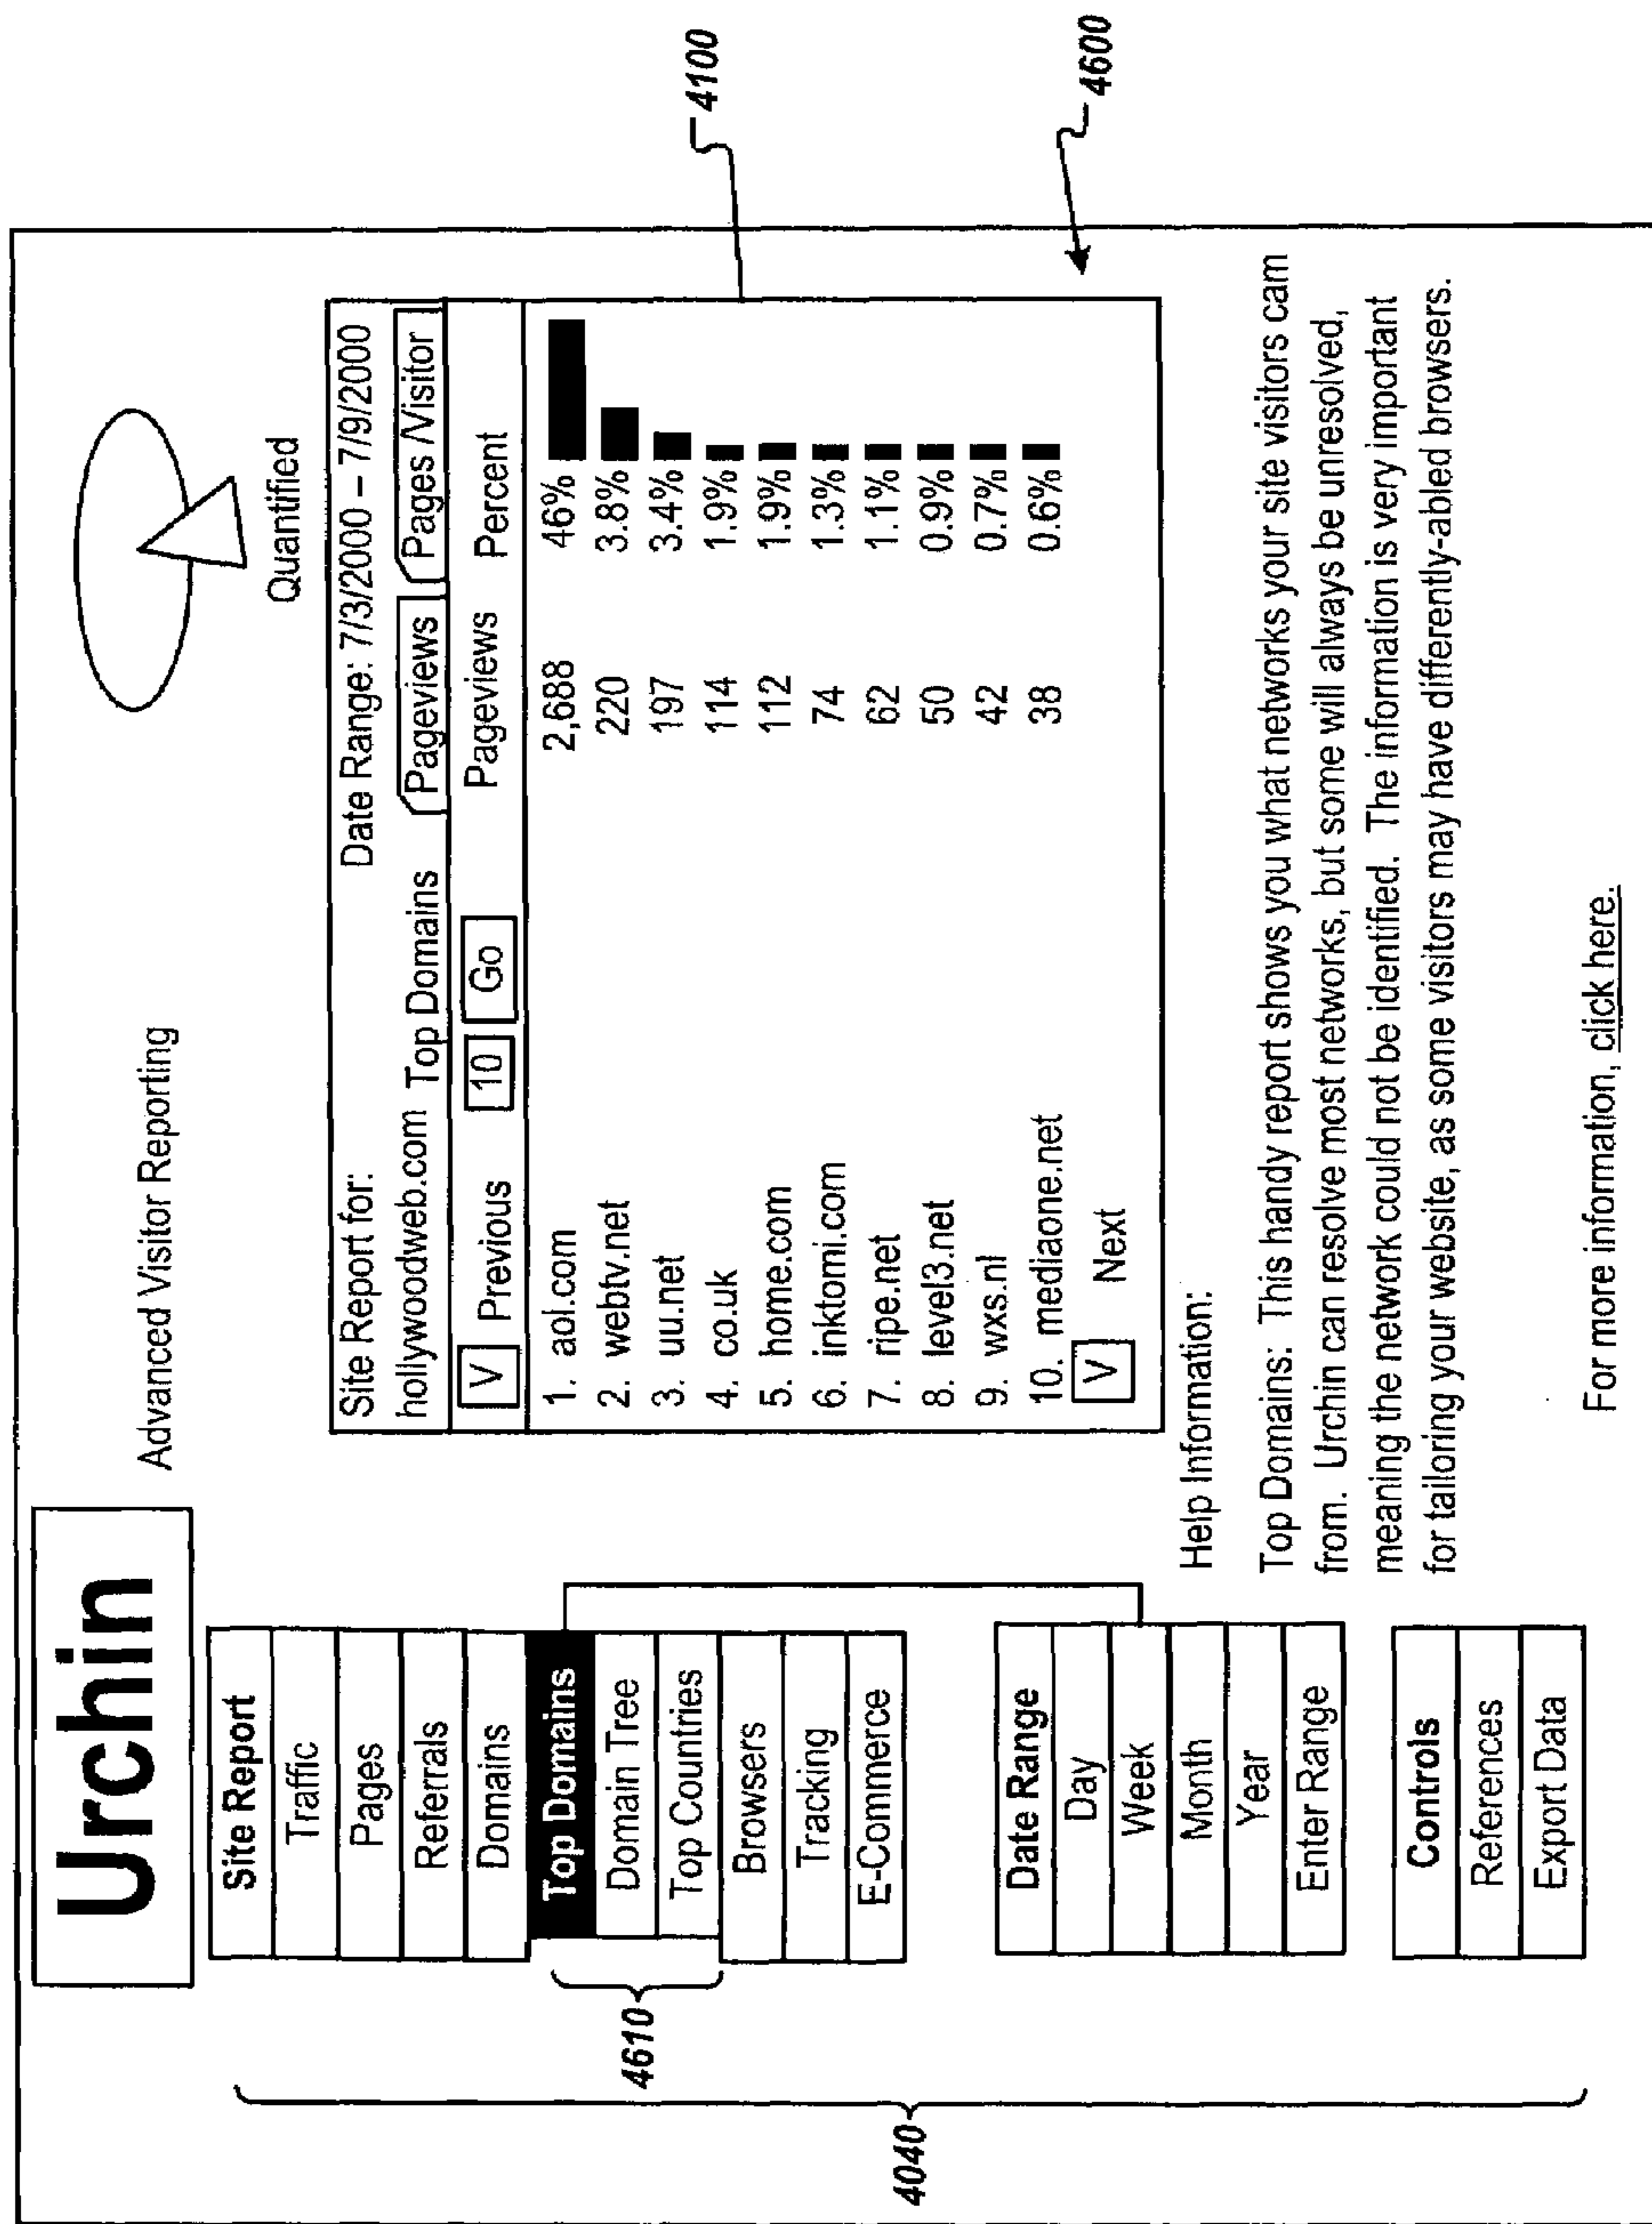 Urchin
Advanced Visitor Reporting
Quantified
Site Report
Traffic
Pages
Referrals
Domains
Top Domains
Domain Tree
Top Countries
Browsers
Tracking
E-Commerce
Date Range
Day
Week
Month
Year
Enter Range
Controls
References
Export Data
4610
4040
Site Report for: Date Range: 7/3/2000 – 7/9/2000
hollywoodweb.com Top Domains Pageviews Pages /Visitor
V Previous 10 Go Pageviews Percent
1. aol.com 2,688 46%
2. webtv.net 220 3.8%
3. uu.net 197 3.4%
4. co.uk 114 1.9%
5. home.com 112 1.9%
6. inktomi.com 74 1.3%
7. ripe.net 62 1.1%
8. level3.net 50 0.9%
9. wxs.nl 42 0.7%
10. mediaone.net 38 0.6%
V Next
4100
4600
Help Information:
Top Domains: This handy report shows you what networks your site visitors cam
from. Urchin can resolve most networks, but some will always be unresolved,
meaning the network could not be identified. The information is very important
for tailoring your website, as some visitors may have differently-abled browsers.
For more information, click here.